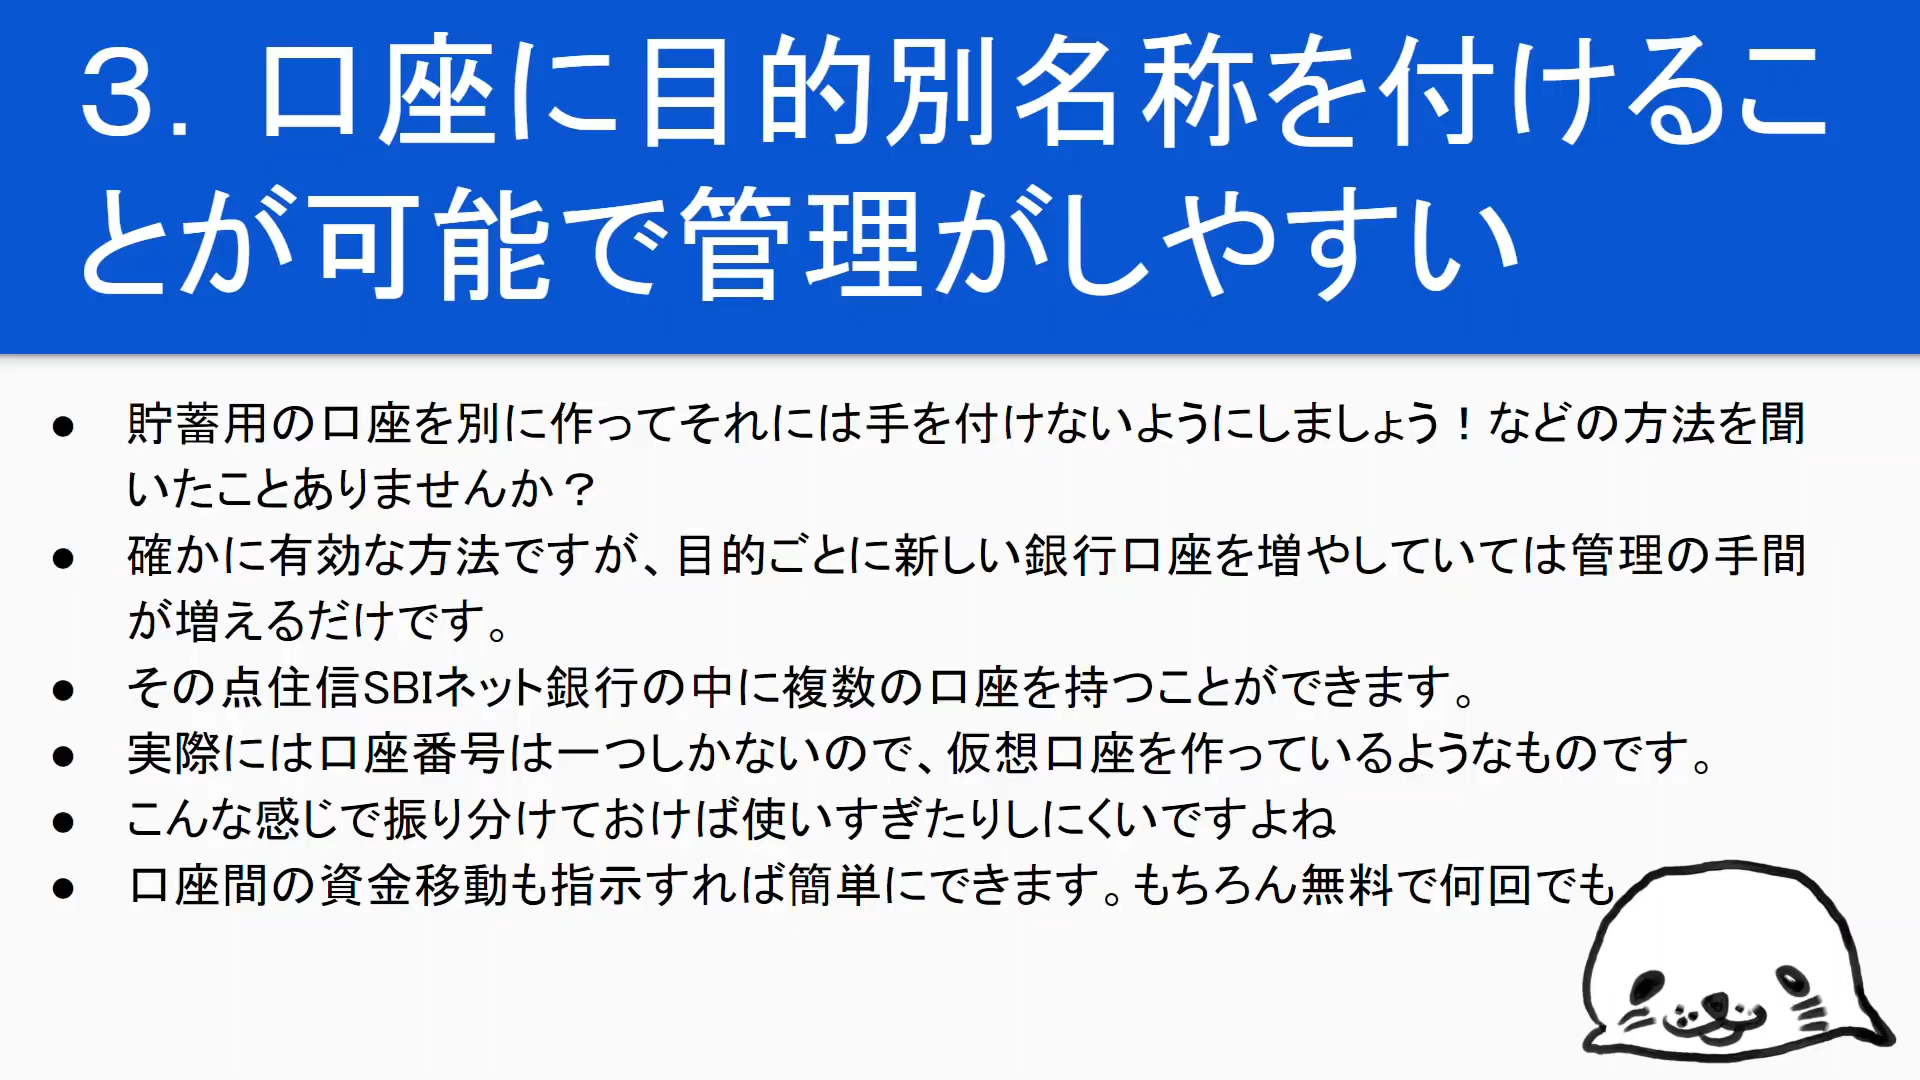 ３．口座に目的別名称を付けるこ
とが可能で管理がしやすい
● 貯蓄用の口座を別に作ってそれには手を付けないようにしましょう！などの方法を聞
いたことありませんか？
● 確かに有効な方法ですが、目的ごとに新しい銀行口座を増やしていては管理の手間
が増えるだけです。
● その点住信SBIネット銀行の中に複数の口座を持つことができます。
● 実際には口座番号は一つしかないので、仮想口座を作っているようなものです。
● こんな感じで振り分けておけば使いすぎたりしにくいですよね
● 口座間の資金移動も指示すれば簡単にできます。もちろん無料で何回でも